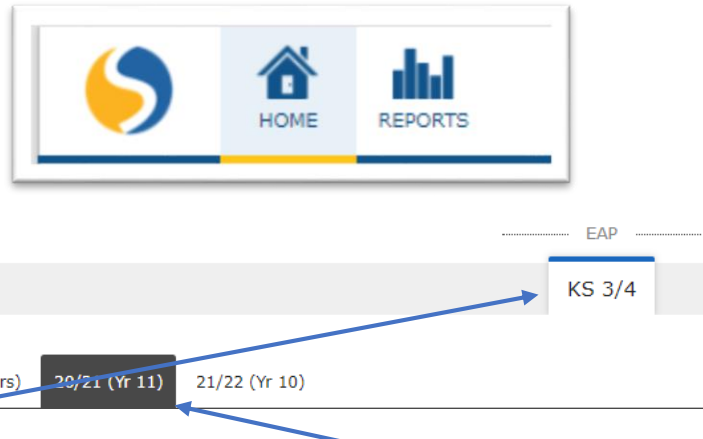 HOME REPORTS
EAP
KS 3/4
rs) 20/21 (Yr 11) 21/22 (Yr 10)